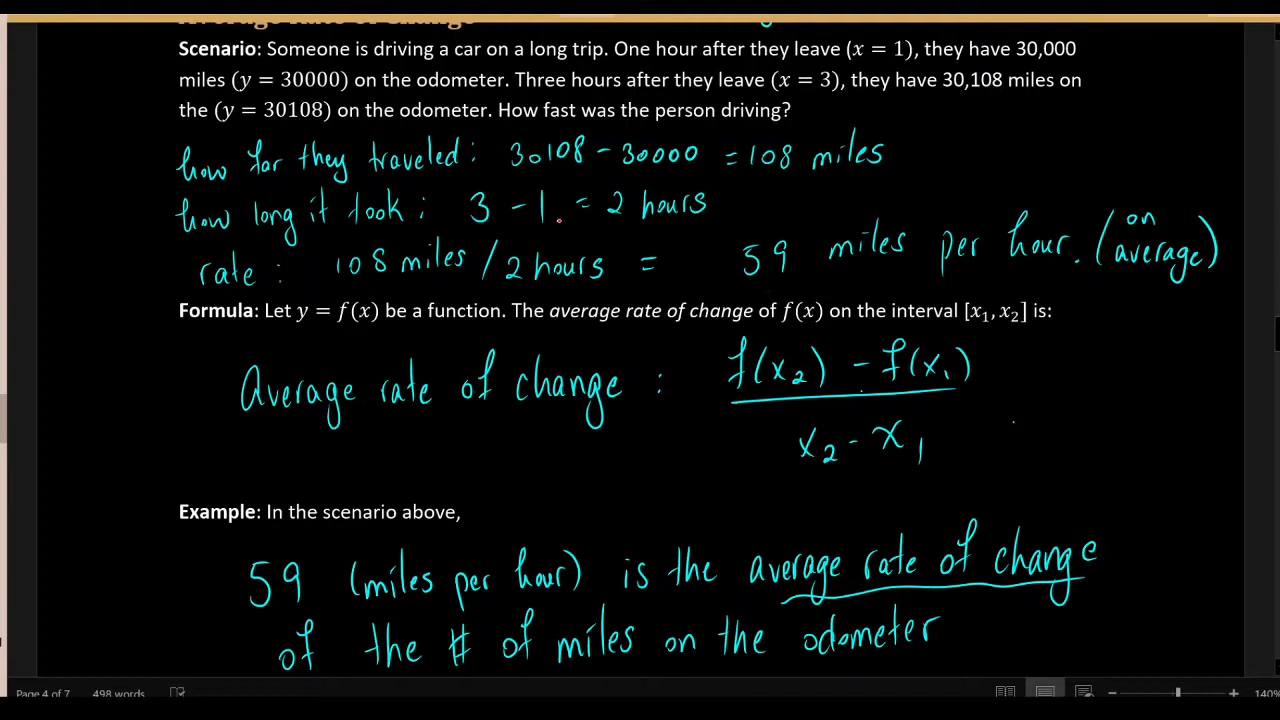 Average Rate of Change
Scenario: Someone is driving a car on a long trip. One hour after they leave (x = 1), they have 30,000
miles (y = 30000) on the odometer. Three hours after they leave (x = 3), they have 30,108 miles on
the (y = 30108) on the odometer. How fast was the person driving?
how far they traveled: 30108 - 30000 = 108 miles
how long it took: 3 - 1 = 2 hours
rate: 108 miles / 2 hours = 59 miles per hour. (on average)
Formula: Let y = f(x) be a function. The average rate of change of f(x) on the interval [x₁, x₂] is:
Average rate of change: f(x₂) - f(x₁)
x₂ - x₁
Example: In the scenario above,
59 (miles per hour) is the average rate of change
of the # of miles on the odometer
Page 4 of 7 498 words 140%